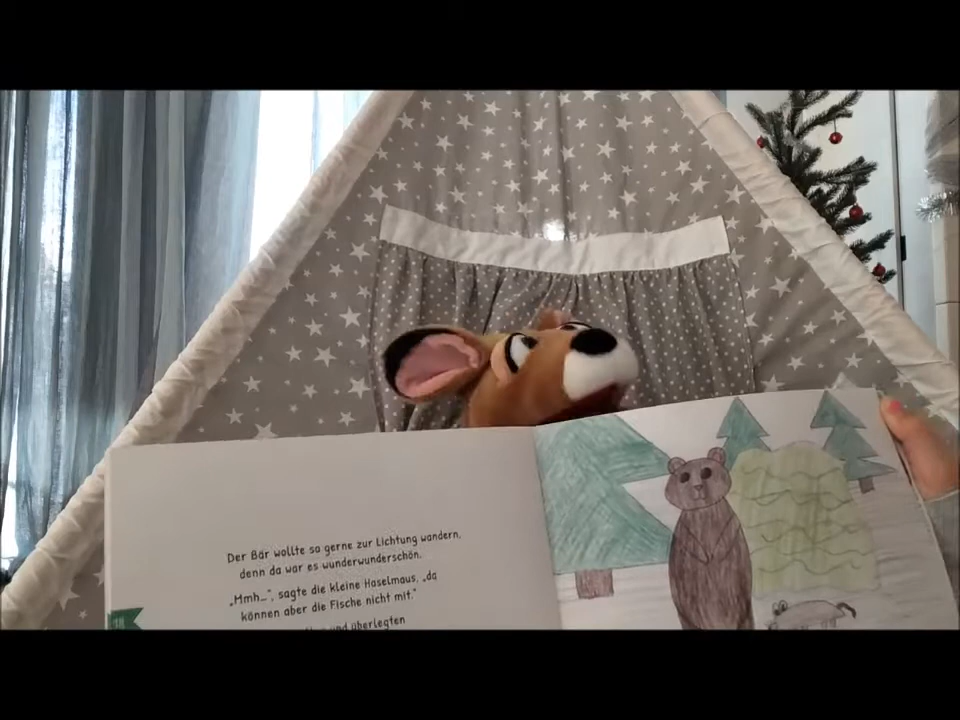 Der Bär wollte so gerne zur Lichtung wandern,
denn da war es wunderwunderschön.
„Mmh…", sagte die kleine Haselmaus, „da
können aber die Fische nicht mit."
und überlegten